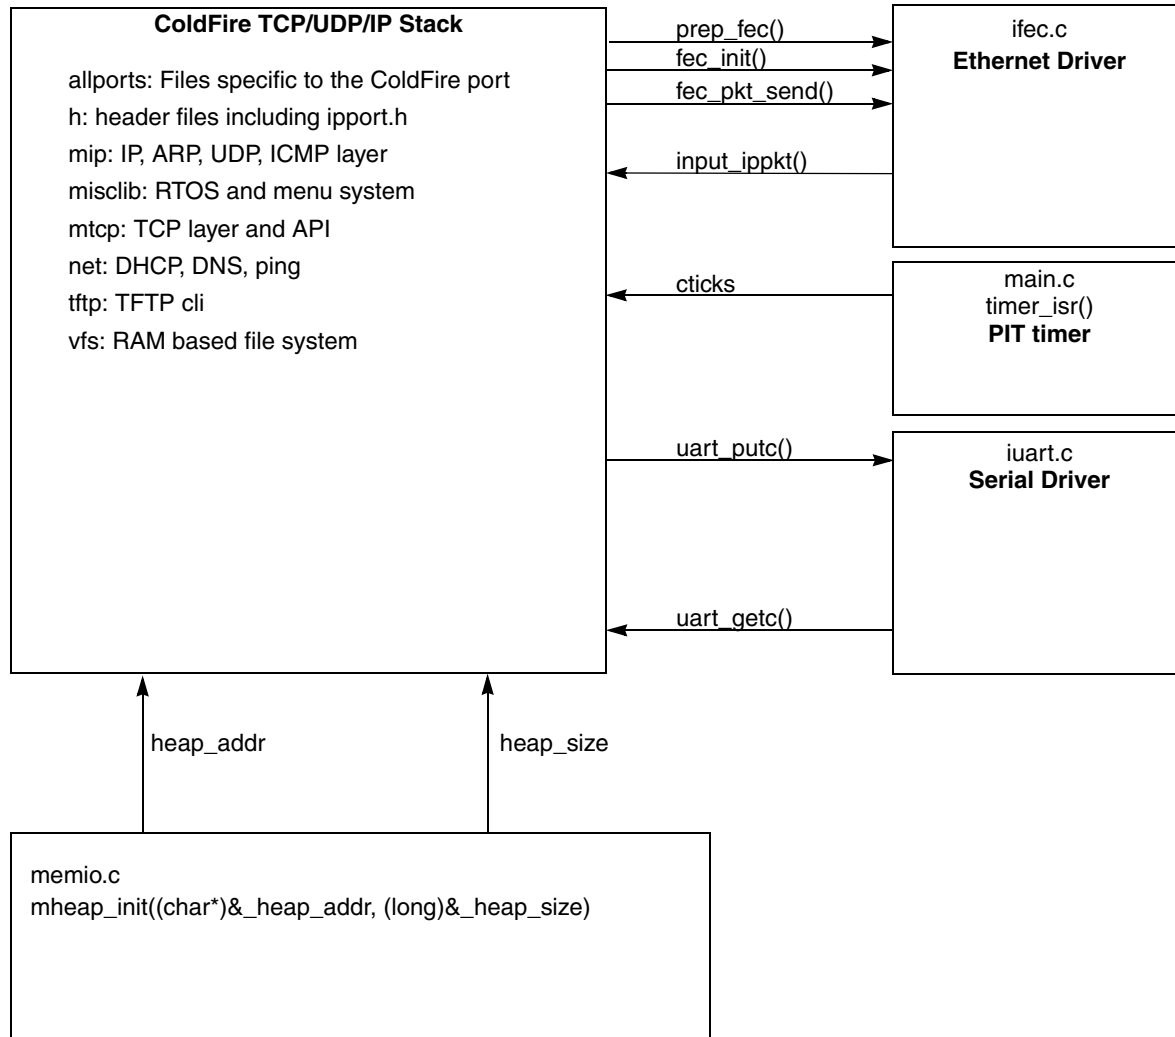 ColdFire TCP/UDP/IP Stack
allports: Files specific to the ColdFire port
h: header files including ipport.h
mip: IP, ARP, UDP, ICMP layer
misclib: RTOS and menu system
mtcp: TCP layer and API
net: DHCP, DNS, ping
tftp: TFTP cli
vfs: RAM based file system
prep_fec()
fec_init()
fec_pkt_send()
input_ippkt()
cticks
uart_putc()
uart_getc()
ifec.c
Ethernet Driver
main.c
timer_isr()
PIT timer
iuart.c
Serial Driver
heap_addr
heap_size
memio.c
mheap_init((char*)&_heap_addr, (long)&_heap_size)